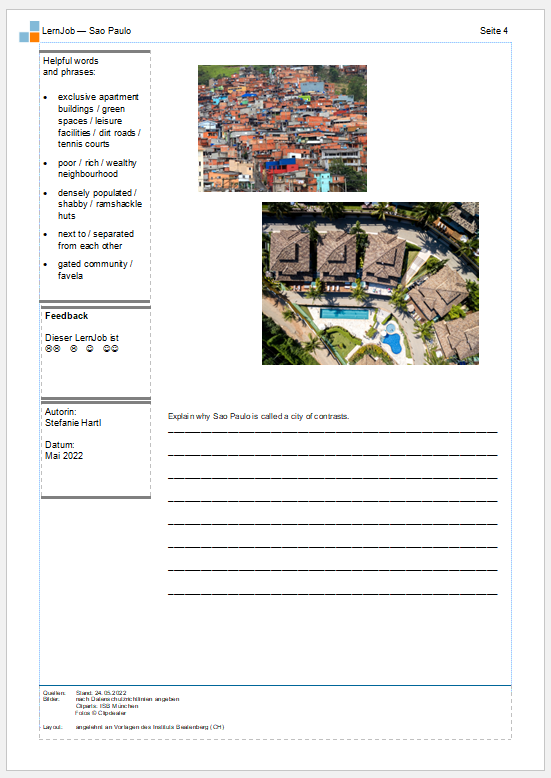 LernJob — Sao Paulo
Seite 4
Helpful words
and phrases:
• exclusive apartment
buildings / green
spaces / leisure
facilities / dirt roads /
tennis courts
• poor / rich / wealthy
neighbourhood
• densely populated /
shabby / ramshackle
huts
• next to / separated
from each other
• gated community /
favela
Feedback
Dieser LernJob ist
☹☹ ☹ ☺ ☺☺
Autorin:
Stefanie Hartl
Datum:
Mai 2022
Explain why Sao Paulo is called a city of contrasts.
Quellen: Stand: 24.05.2022
Bilder: nach Datenschutzrichtlinien angeben
Cliparts: ISB München
Fotos © Clipdealer
Layout: angelehnt an Vorlagen des Instituts Beatenberg (CH)